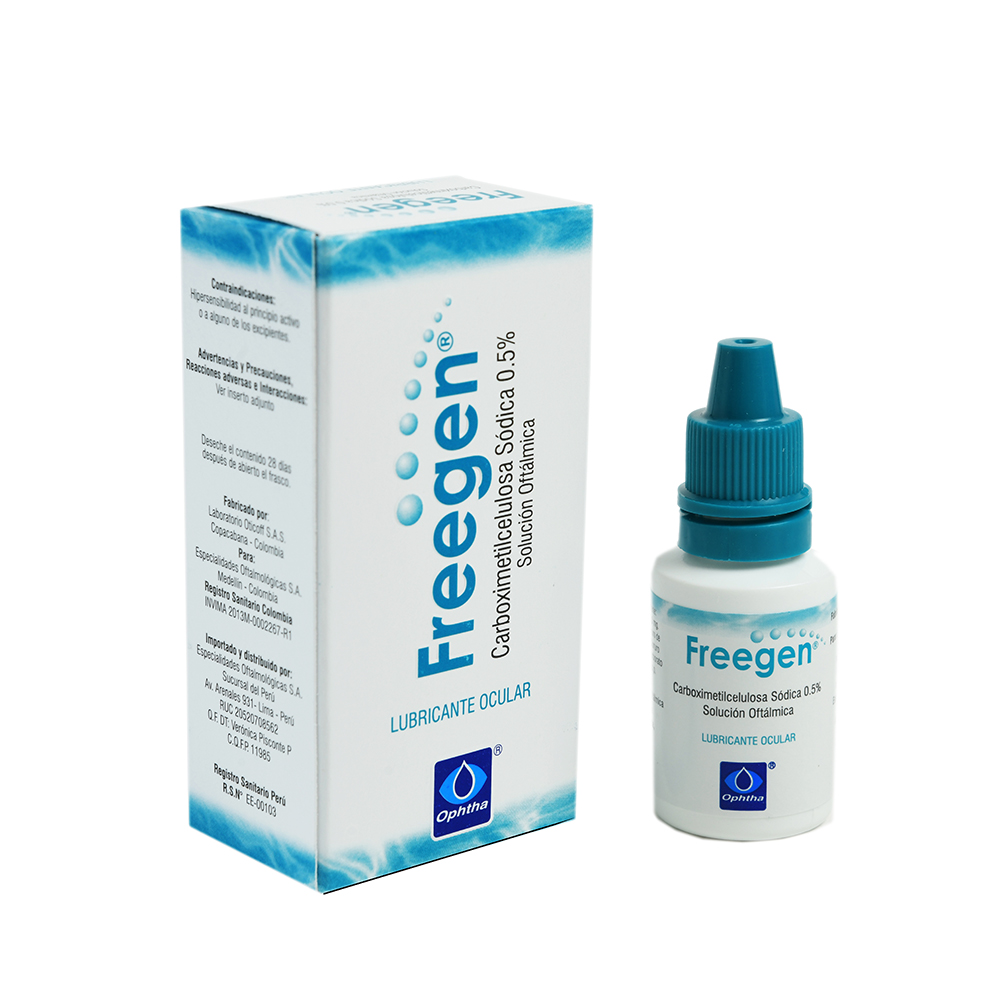 Freegen®
Contraindicaciones:
Hipersensibilidad al principio activo
o a alguno de los excipientes.
Advertencias y Precauciones,
Reacciones adversas e Interacciones:
Ver inserto adjunto
Deseche el contenido 28 días
después de abierto el frasco.
Fabricado por:
Laboratorio Oticoff S.A.S.
Copacabana - Colombia
Para:
Especialidades Oftalmológicas S.A.
Medellín - Colombia
Registro Sanitario Colombia
INVIMA 2013M-0002267-R1
Importado y distribuido por:
Especialidades Oftalmológicas S.A.
Sucursal del Perú
Av. Arenales 931- Lima - Perú
RUC 20520708562
Q.F. DT. Verónica Pisconte P
C.Q.F.P. 11985
Registro Sanitario Perú
R.S.N° EE-00103
Freegen®
Carboximetilcelulosa Sódica 0.5%
Solución Oftálmica
LUBRICANTE OCULAR
Ophtha®
Freegen®
Carboximetilcelulosa Sódica 0.5%
Solución Oftálmica
LUBRICANTE OCULAR
Ophtha®